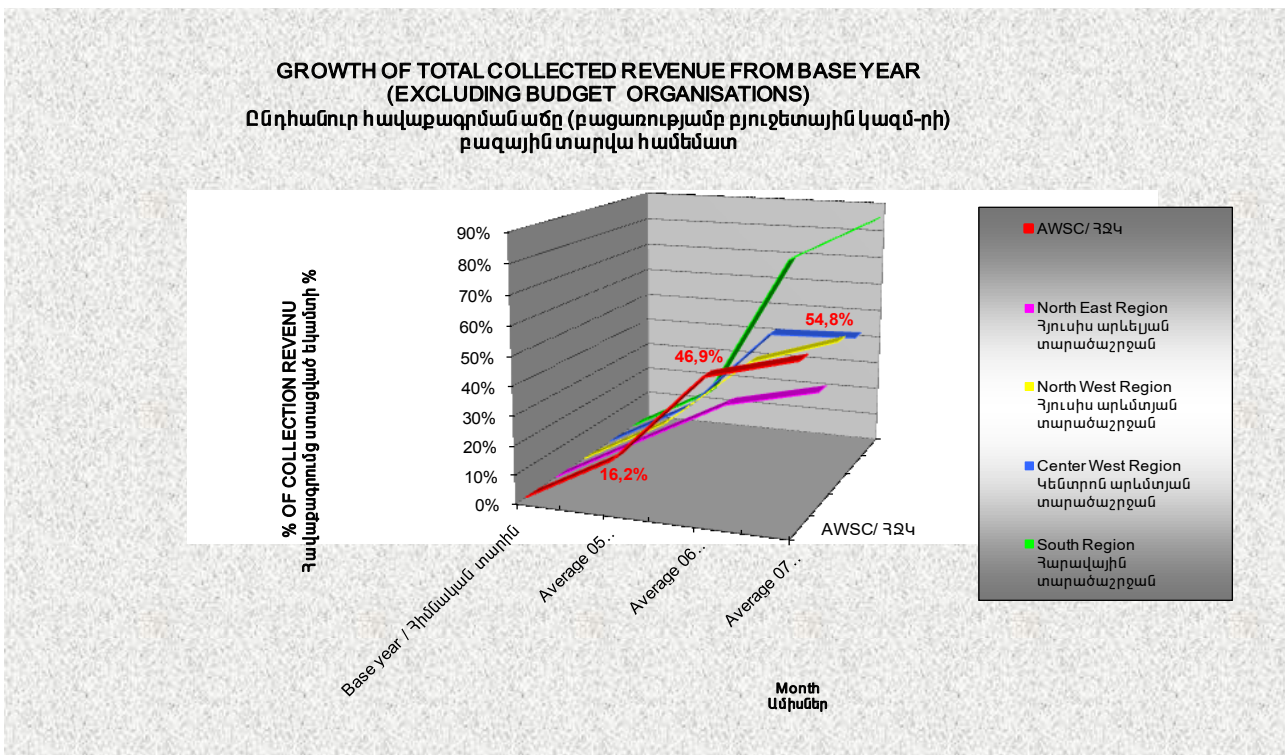 GROWTH OF TOTAL COLLECTED REVENUE FROM BASE YEAR
(EXCLUDING BUDGET ORGANISATIONS)
Ընդհանուր հավաքագրման աճը (բացառությամբ բյուջետային կազմ-րի)
բազային տարվա համեմատ
% OF COLLECTION REVENU
Հավաքագրումից ստացված եկամտի %
90%
80%
70%
60%
50%
40%
30%
20%
10%
0%
16,2%
46,9%
54,8%
Base year / Հիմնական տարին
Average 05..
Average 06..
Average 07..
AWSC/ ՀՋԿ
Month
Ամիսներ
AWSC/ ՀՋԿ
North East Region
Հյուսիս արևելյան
տարածաշրջան
North West Region
Հյուսիս արևմտյան
տարածաշրջան
Center West Region
Կենտրոն արևմտյան
տարածաշրջան
South Region
Հարավային
տարածաշրջան